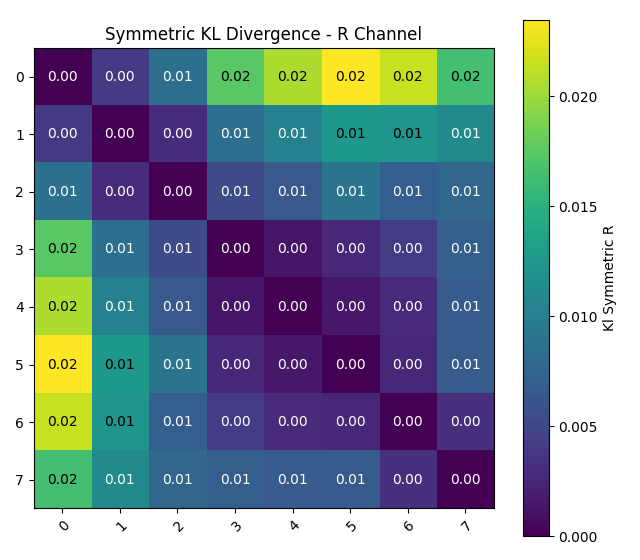 Symmetric KL Divergence - R Channel
0 0.00 0.00 0.01 0.02 0.02 0.02 0.02 0.02
1 0.00 0.00 0.00 0.01 0.01 0.01 0.01 0.01
2 0.01 0.00 0.00 0.01 0.01 0.01 0.01 0.01
3 0.02 0.01 0.01 0.00 0.00 0.00 0.00 0.01
4 0.02 0.01 0.01 0.00 0.00 0.00 0.00 0.01
5 0.02 0.01 0.01 0.00 0.00 0.00 0.00 0.01
6 0.02 0.01 0.01 0.00 0.00 0.00 0.00 0.00
7 0.02 0.01 0.01 0.01 0.01 0.01 0.00 0.00
0 1 2 3 4 5 6 7
0.020
0.015
0.010
0.005
0.000
Kl Symmetric R